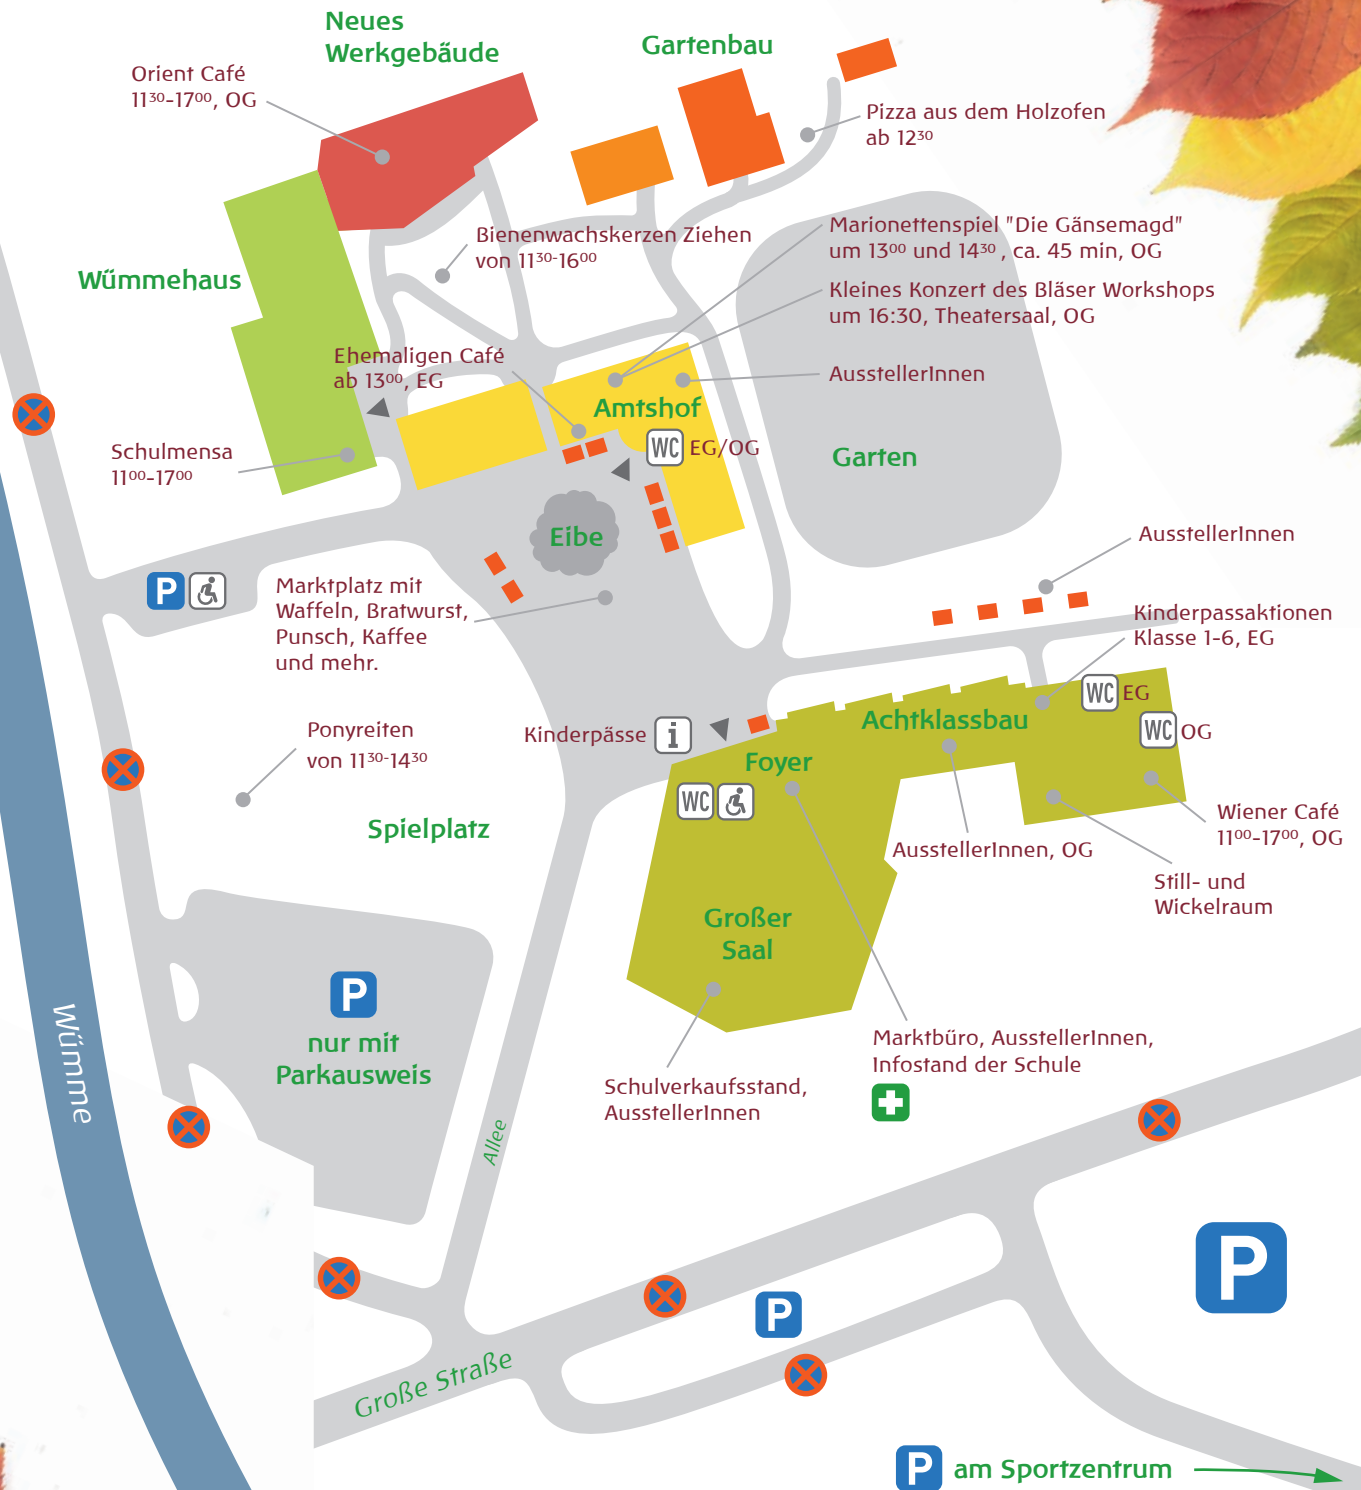 Neues
Werkgebäude
Gartenbau
Orient Café
11³⁰-17⁰⁰, OG
Pizza aus dem Holzofen
ab 12³⁰
Bienenwachskerzen Ziehen
von 11³⁰-16⁰⁰
Marionettenspiel "Die Gänsemagd"
um 13⁰⁰ und 14³⁰ , ca. 45 min, OG
Wümmehaus
Kleines Konzert des Bläser Workshops
um 16:30, Theatersaal, OG
Ehemaligen Café
ab 13⁰⁰, EG
AusstellerInnen
Amtshof
WC EG/OG
Schulmensa
11⁰⁰-17⁰⁰
Garten
Eibe
AusstellerInnen
P
Marktplatz mit
Waffeln, Bratwurst,
Punsch, Kaffee
und mehr.
Kinderpassaktionen
Klasse 1-6, EG
WC EG
WC OG
Ponyreiten
von 11³⁰-14³⁰
Kinderpässe i
Achtklassbau
Foyer
WC
Spielplatz
Wiener Café
11⁰⁰-17⁰⁰, OG
AusstellerInnen, OG
Still- und
Wickelraum
Großer
Saal
P
nur mit
Parkausweis
Wümme
Marktbüro, AusstellerInnen,
Infostand der Schule
Schulverkaufsstand,
AusstellerInnen
Allee
P
P
Große Straße
P am Sportzentrum